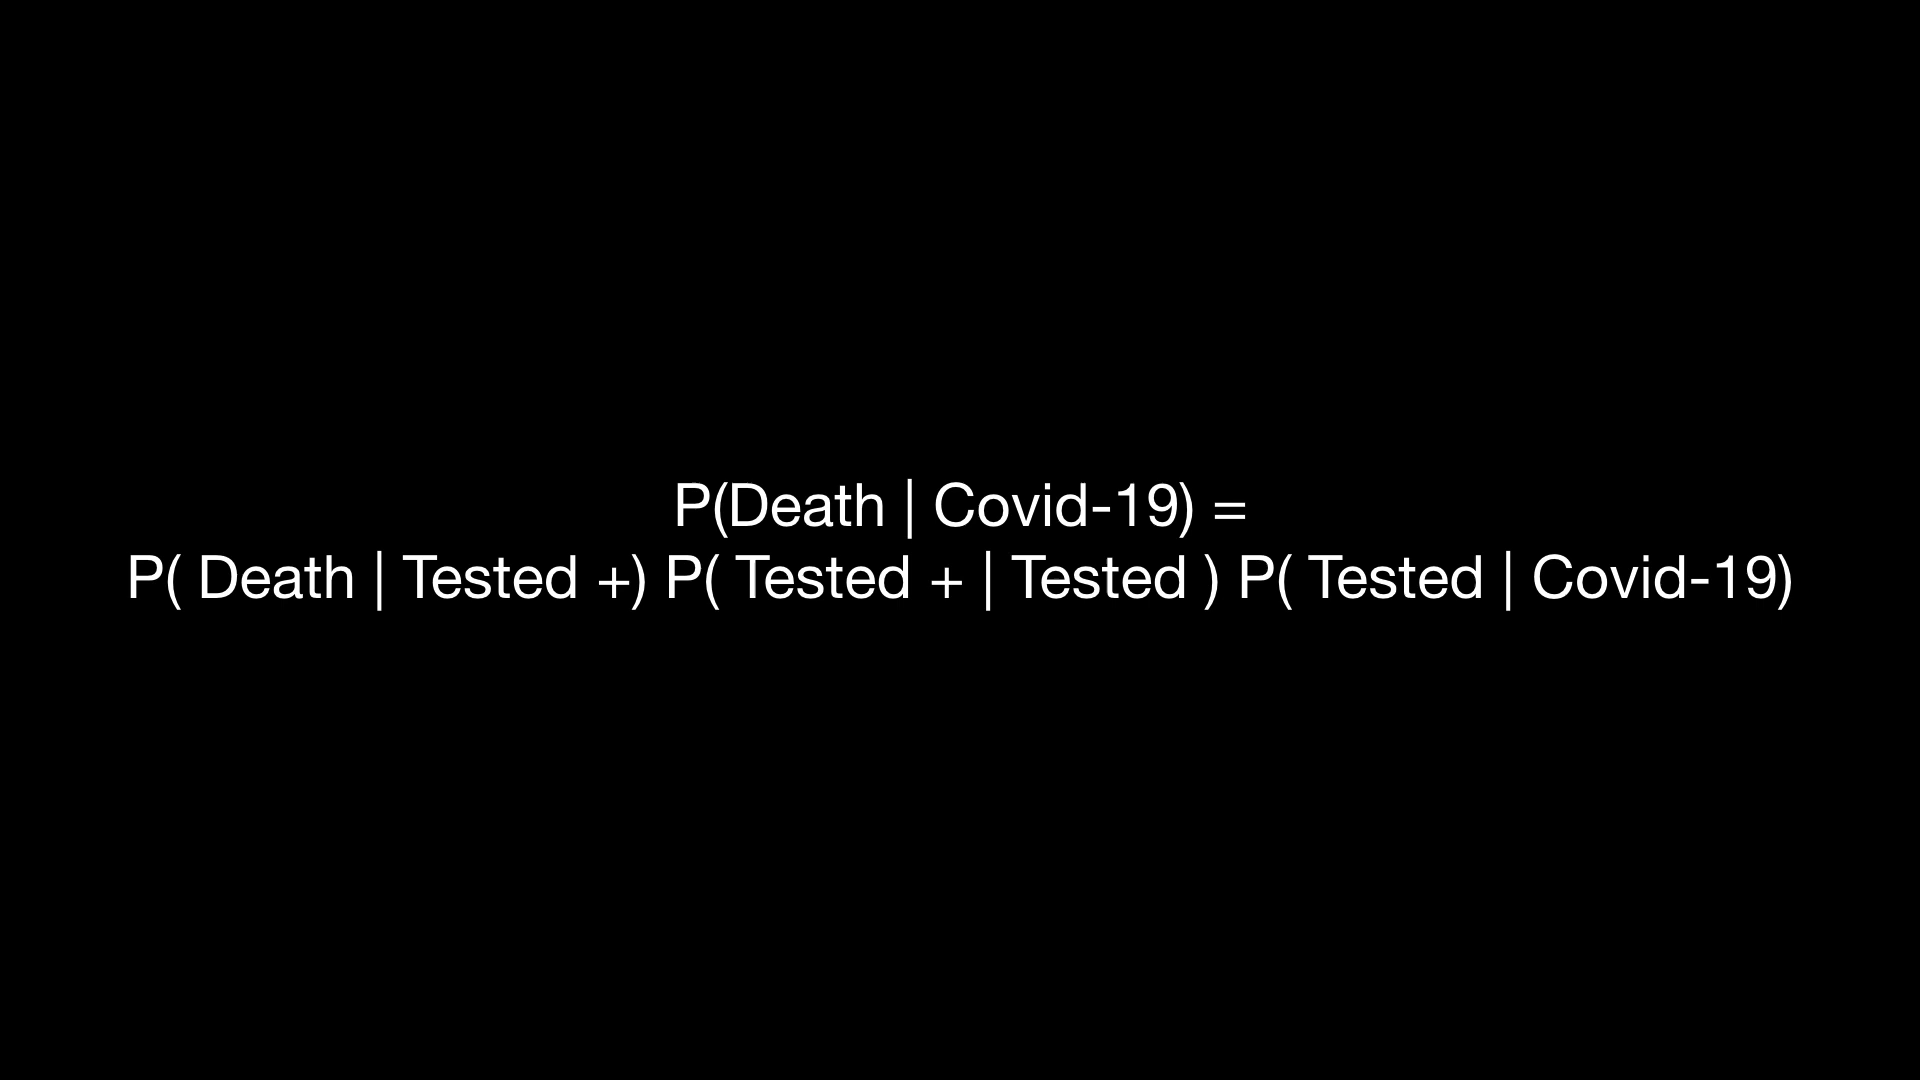 P(Death | Covid-19) =
P( Death | Tested +) P( Tested + | Tested ) P( Tested | Covid-19)